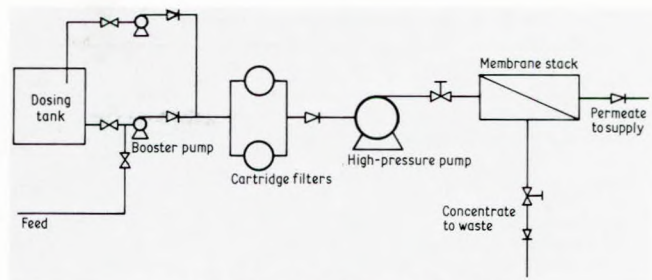 Dosing
tank
Booster pump
Feed
Cartridge filters
High-pressure pump
Membrane stack
Permeate
to supply
Concentrate
to waste